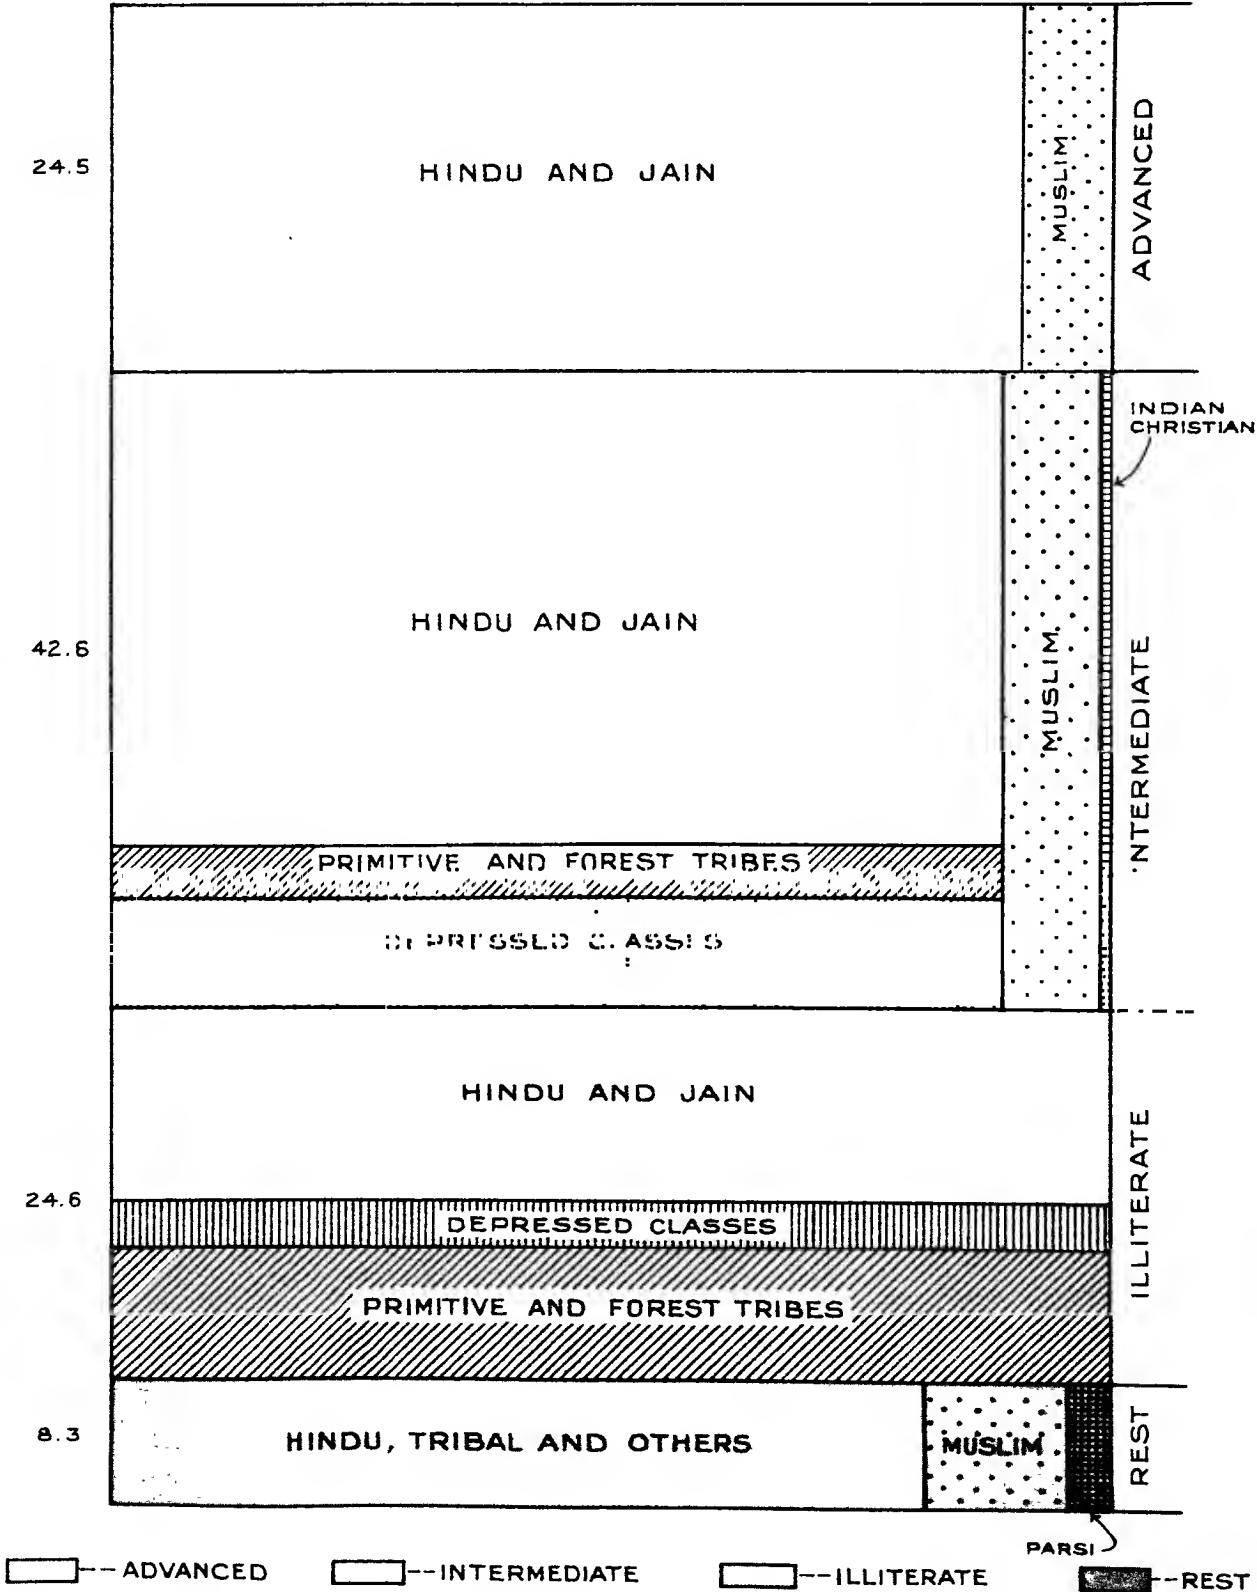 24.5
HINDU AND JAIN
MUSLIM
ADVANCED
INDIAN
CHRISTIAN
42.6
HINDU AND JAIN
MUSLIM
NTERMEDIATE
PRIMITIVE AND FOREST TRIBES
DEPRESSED CLASSES
HINDU AND JAIN
24.6
ILLITERATE
DEPRESSED CLASSES
PRIMITIVE AND FOREST TRIBES
8.3
HINDU, TRIBAL AND OTHERS
MUSLIM
REST
PARSI
--ADVANCED
--INTERMEDIATE
--ILLITERATE
--REST